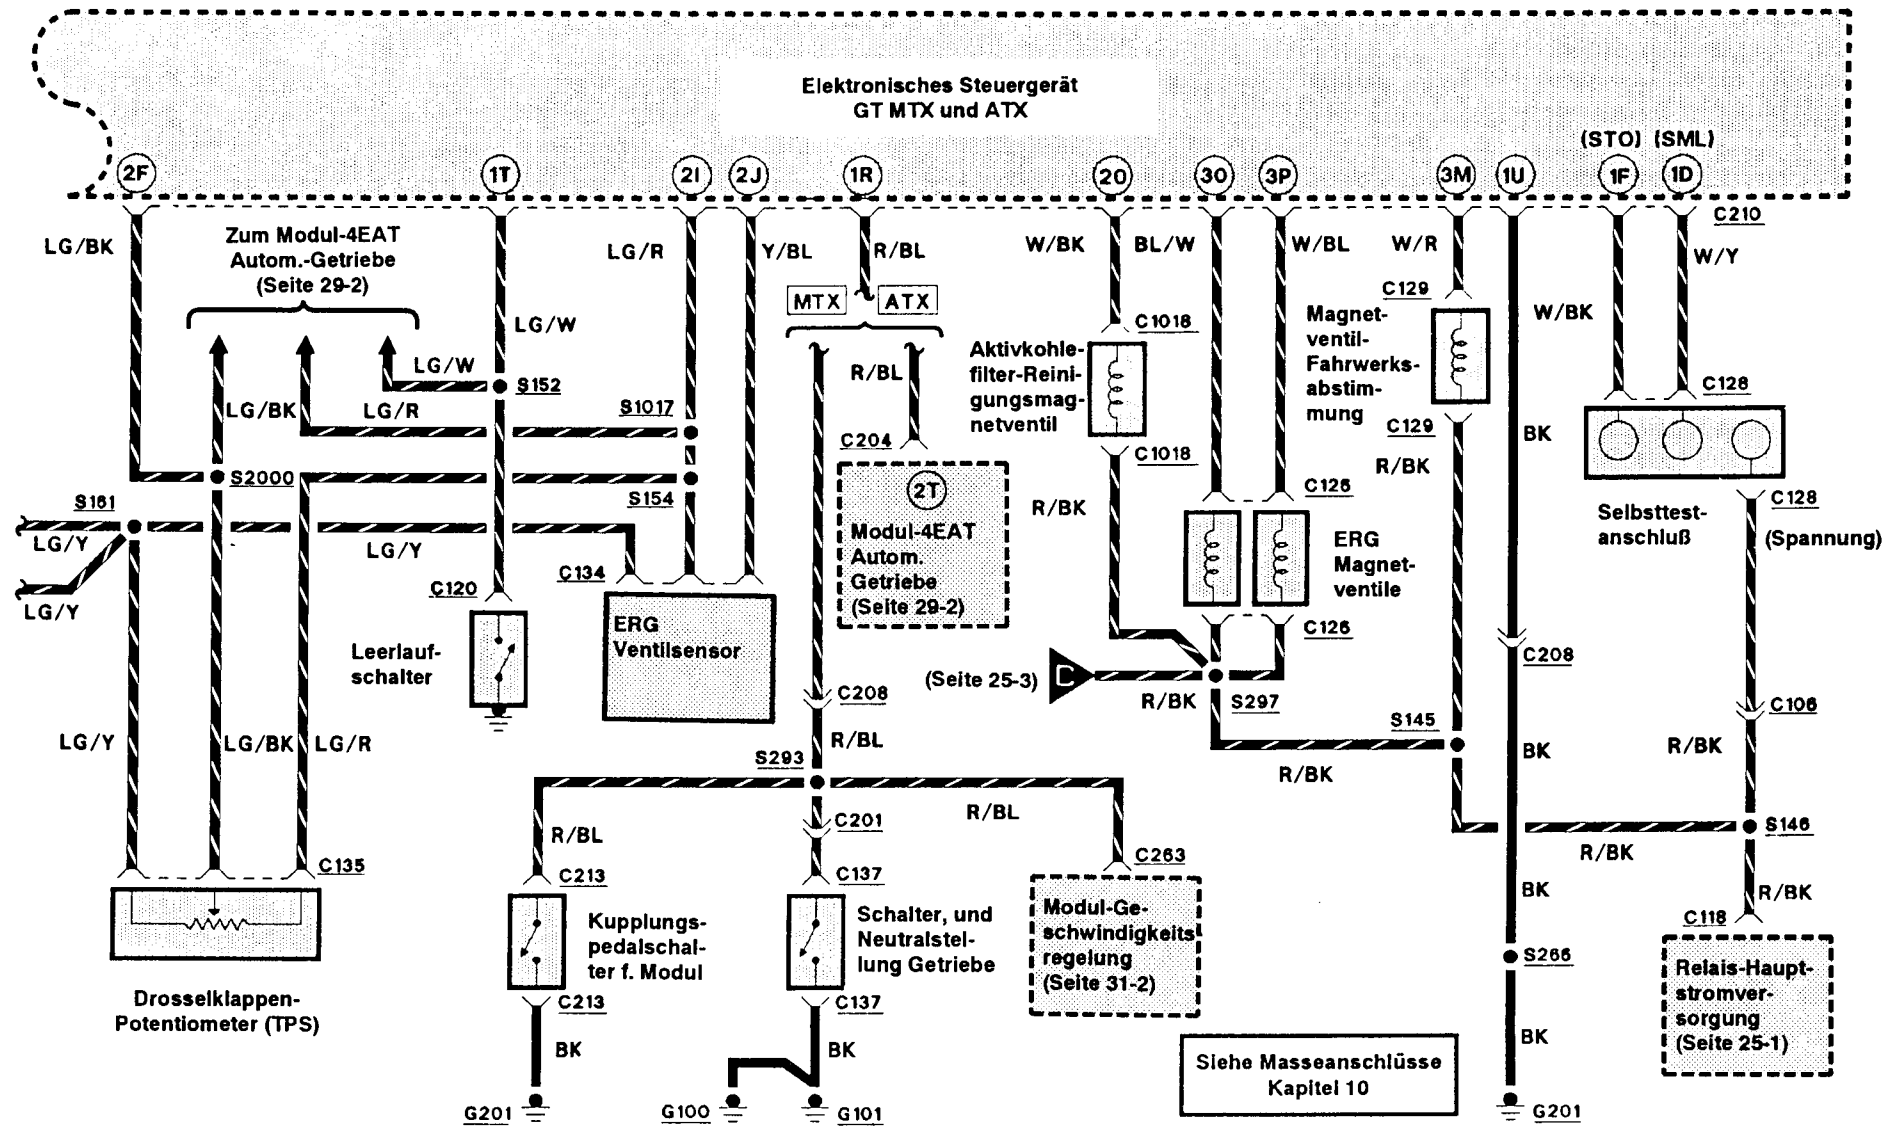 Elektronisches Steuergerät
GT MTX und ATX
(STO) (SML)
2F
1T
2I
2J
1R
2O
3O
3P
3M
1U
1F
1D
C210
LG/BK
Zum Modul-4EAT
Autom.-Getriebe
(Seite 29-2)
LG/R
Y/BL
R/BL
W/BK
BL/W
W/BL
W/R
W/Y
MTX
ATX
C129
LG/W
C1018
Magnet-
ventil-
Fahrwerks-
abstim-
mung
W/BK
Aktivkohle-
filter-Reini-
gungsmag-
netventil
LG/W
S152
R/BL
C128
LG/BK
LG/R
S1017
C204
C129
BK
C1018
R/BK
S2000
S154
2T
C126
C128
S161
R/BK
Selbsttest-
anschluß
(Spannung)
LG/Y
LG/Y
Modul-4EAT
Autom.
Getriebe
(Seite 29-2)
ERG
Magnet-
ventile
C120
C134
LG/Y
ERG
Ventilsensor
C126
Leerlauf-
schalter
C208
(Seite 25-3)
C
R/BK
S297
C208
C106
S145
LG/Y
LG/BK
LG/R
R/BL
BK
R/BK
S293
R/BK
R/BL
C201
S146
R/BL
R/BK
C135
C213
C137
C263
BK
R/BK
C118
Kupplungs-
pedalschal-
ter f. Modul
Schalter, und
Neutralstel-
lung Getriebe
Modul-Ge-
schwindigkeits
regelung
(Seite 31-2)
S266
Relais-Haupt-
stromver-
sorgung
(Seite 25-1)
Drosselklappen-
Potentiometer (TPS)
C213
C137
BK
BK
BK
Siehe Masseanschlüsse
Kapitel 10
G201
G100
G101
G201